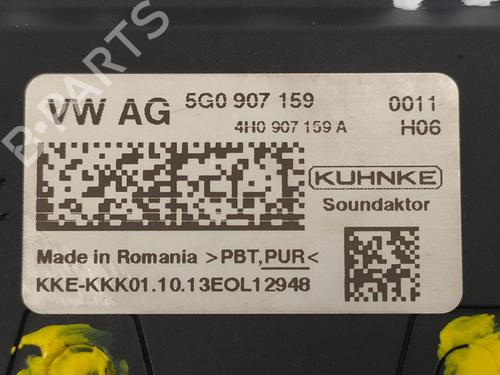 B-PARTS
VW AG 5G0 907 159 0011
4H0 907 159 A H06
KUHNKE
Soundaktor
Made in Romania >PBT,PUR<
KKE-KKK01.10.13EOL12948